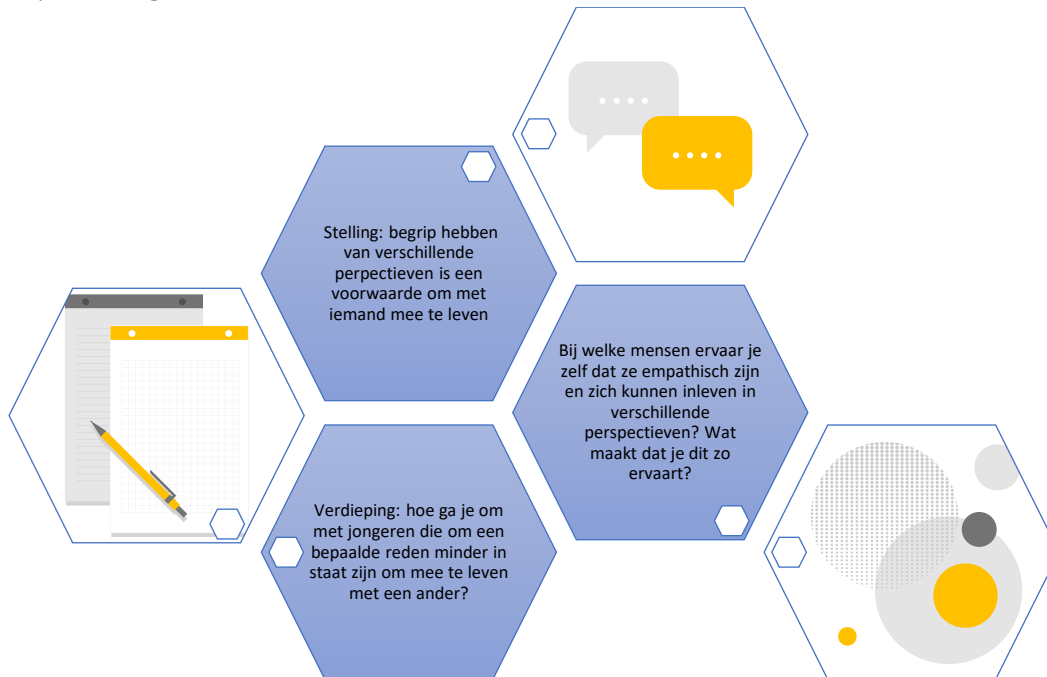 Stelling: begrip hebben
van verschillende
perpectieven is een
voorwaarde om met
iemand mee te leven
Bij welke mensen ervaar je
zelf dat ze empathisch zijn
en zich kunnen inleven in
verschillende
perspectieven? Wat
maakt dat je dit zo
ervaart?
Verdieping: hoe ga je om
met jongeren die om een
bepaalde reden minder in
staat zijn om mee te leven
met een ander?